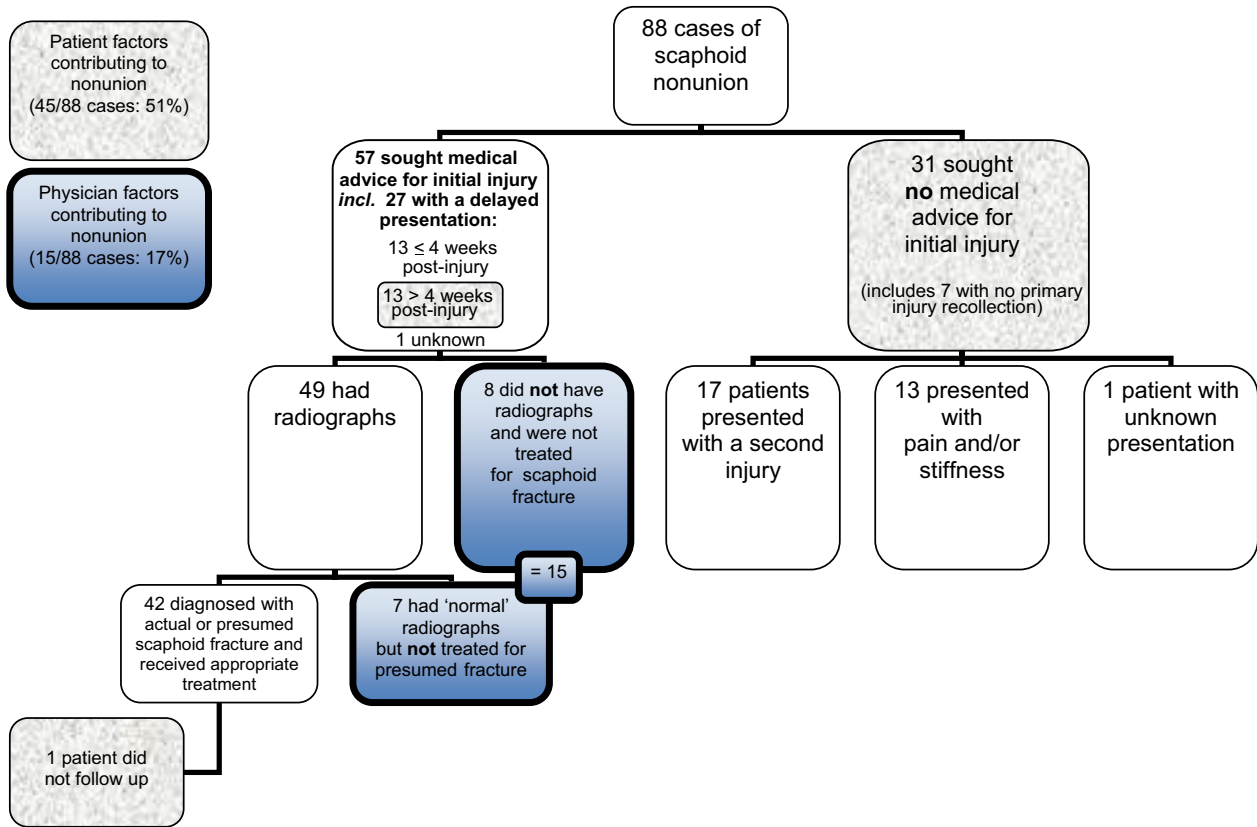 Patient factors
contributing to
nonunion
(45/88 cases: 51%)
Physician factors
contributing to
nonunion
(15/88 cases: 17%)
88 cases of
scaphoid
nonunion
57 sought medical
advice for initial injury
incl. 27 with a delayed
presentation:
13 ≤ 4 weeks
post-injury
13 > 4 weeks
post-injury
1 unknown
31 sought
no medical
advice for
initial injury
(includes 7 with no primary
injury recollection)
49 had
radiographs
8 did not have
radiographs
and were not
treated
for scaphoid
fracture
17 patients
presented
with a second
injury
13 presented
with
pain and/or
stiffness
1 patient with
unknown
presentation
= 15
42 diagnosed with
actual or presumed
scaphoid fracture and
received appropriate
treatment
7 had ‘normal’
radiographs
but not treated for
presumed fracture
1 patient did
not follow up